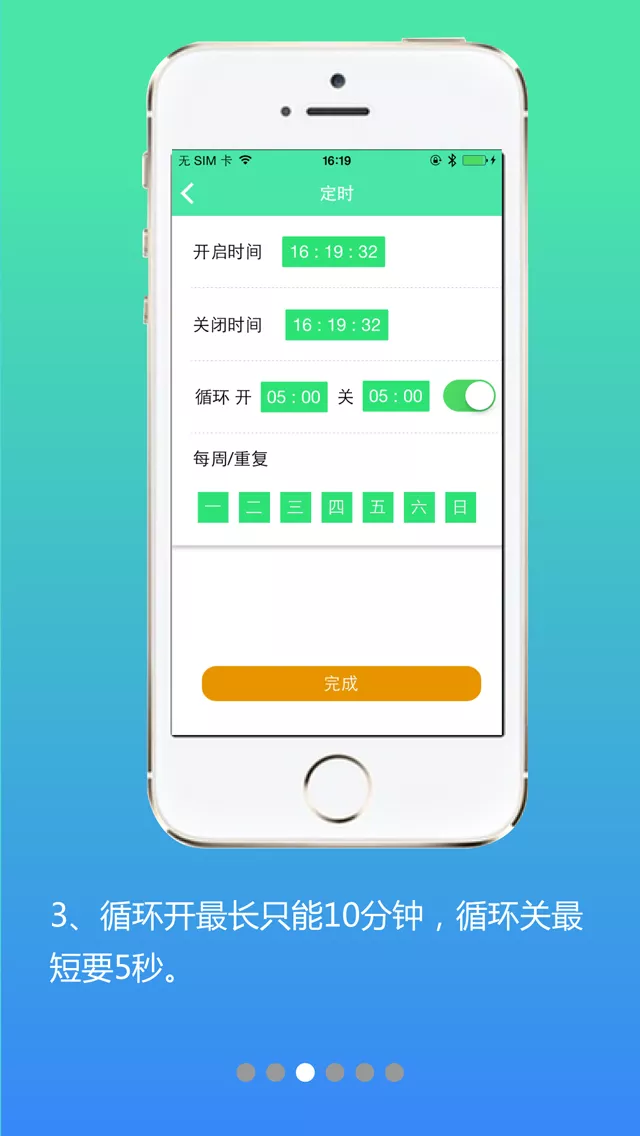 无 SIM 卡 16:19
定时
开启时间 16 : 19 : 32
关闭时间 16 : 19 : 32
循环 开 05 : 00 关 05 : 00
每周/重复
一 二 三 四 五 六 日
完成
3、循环开最长只能10分钟，循环关最
短要5秒。